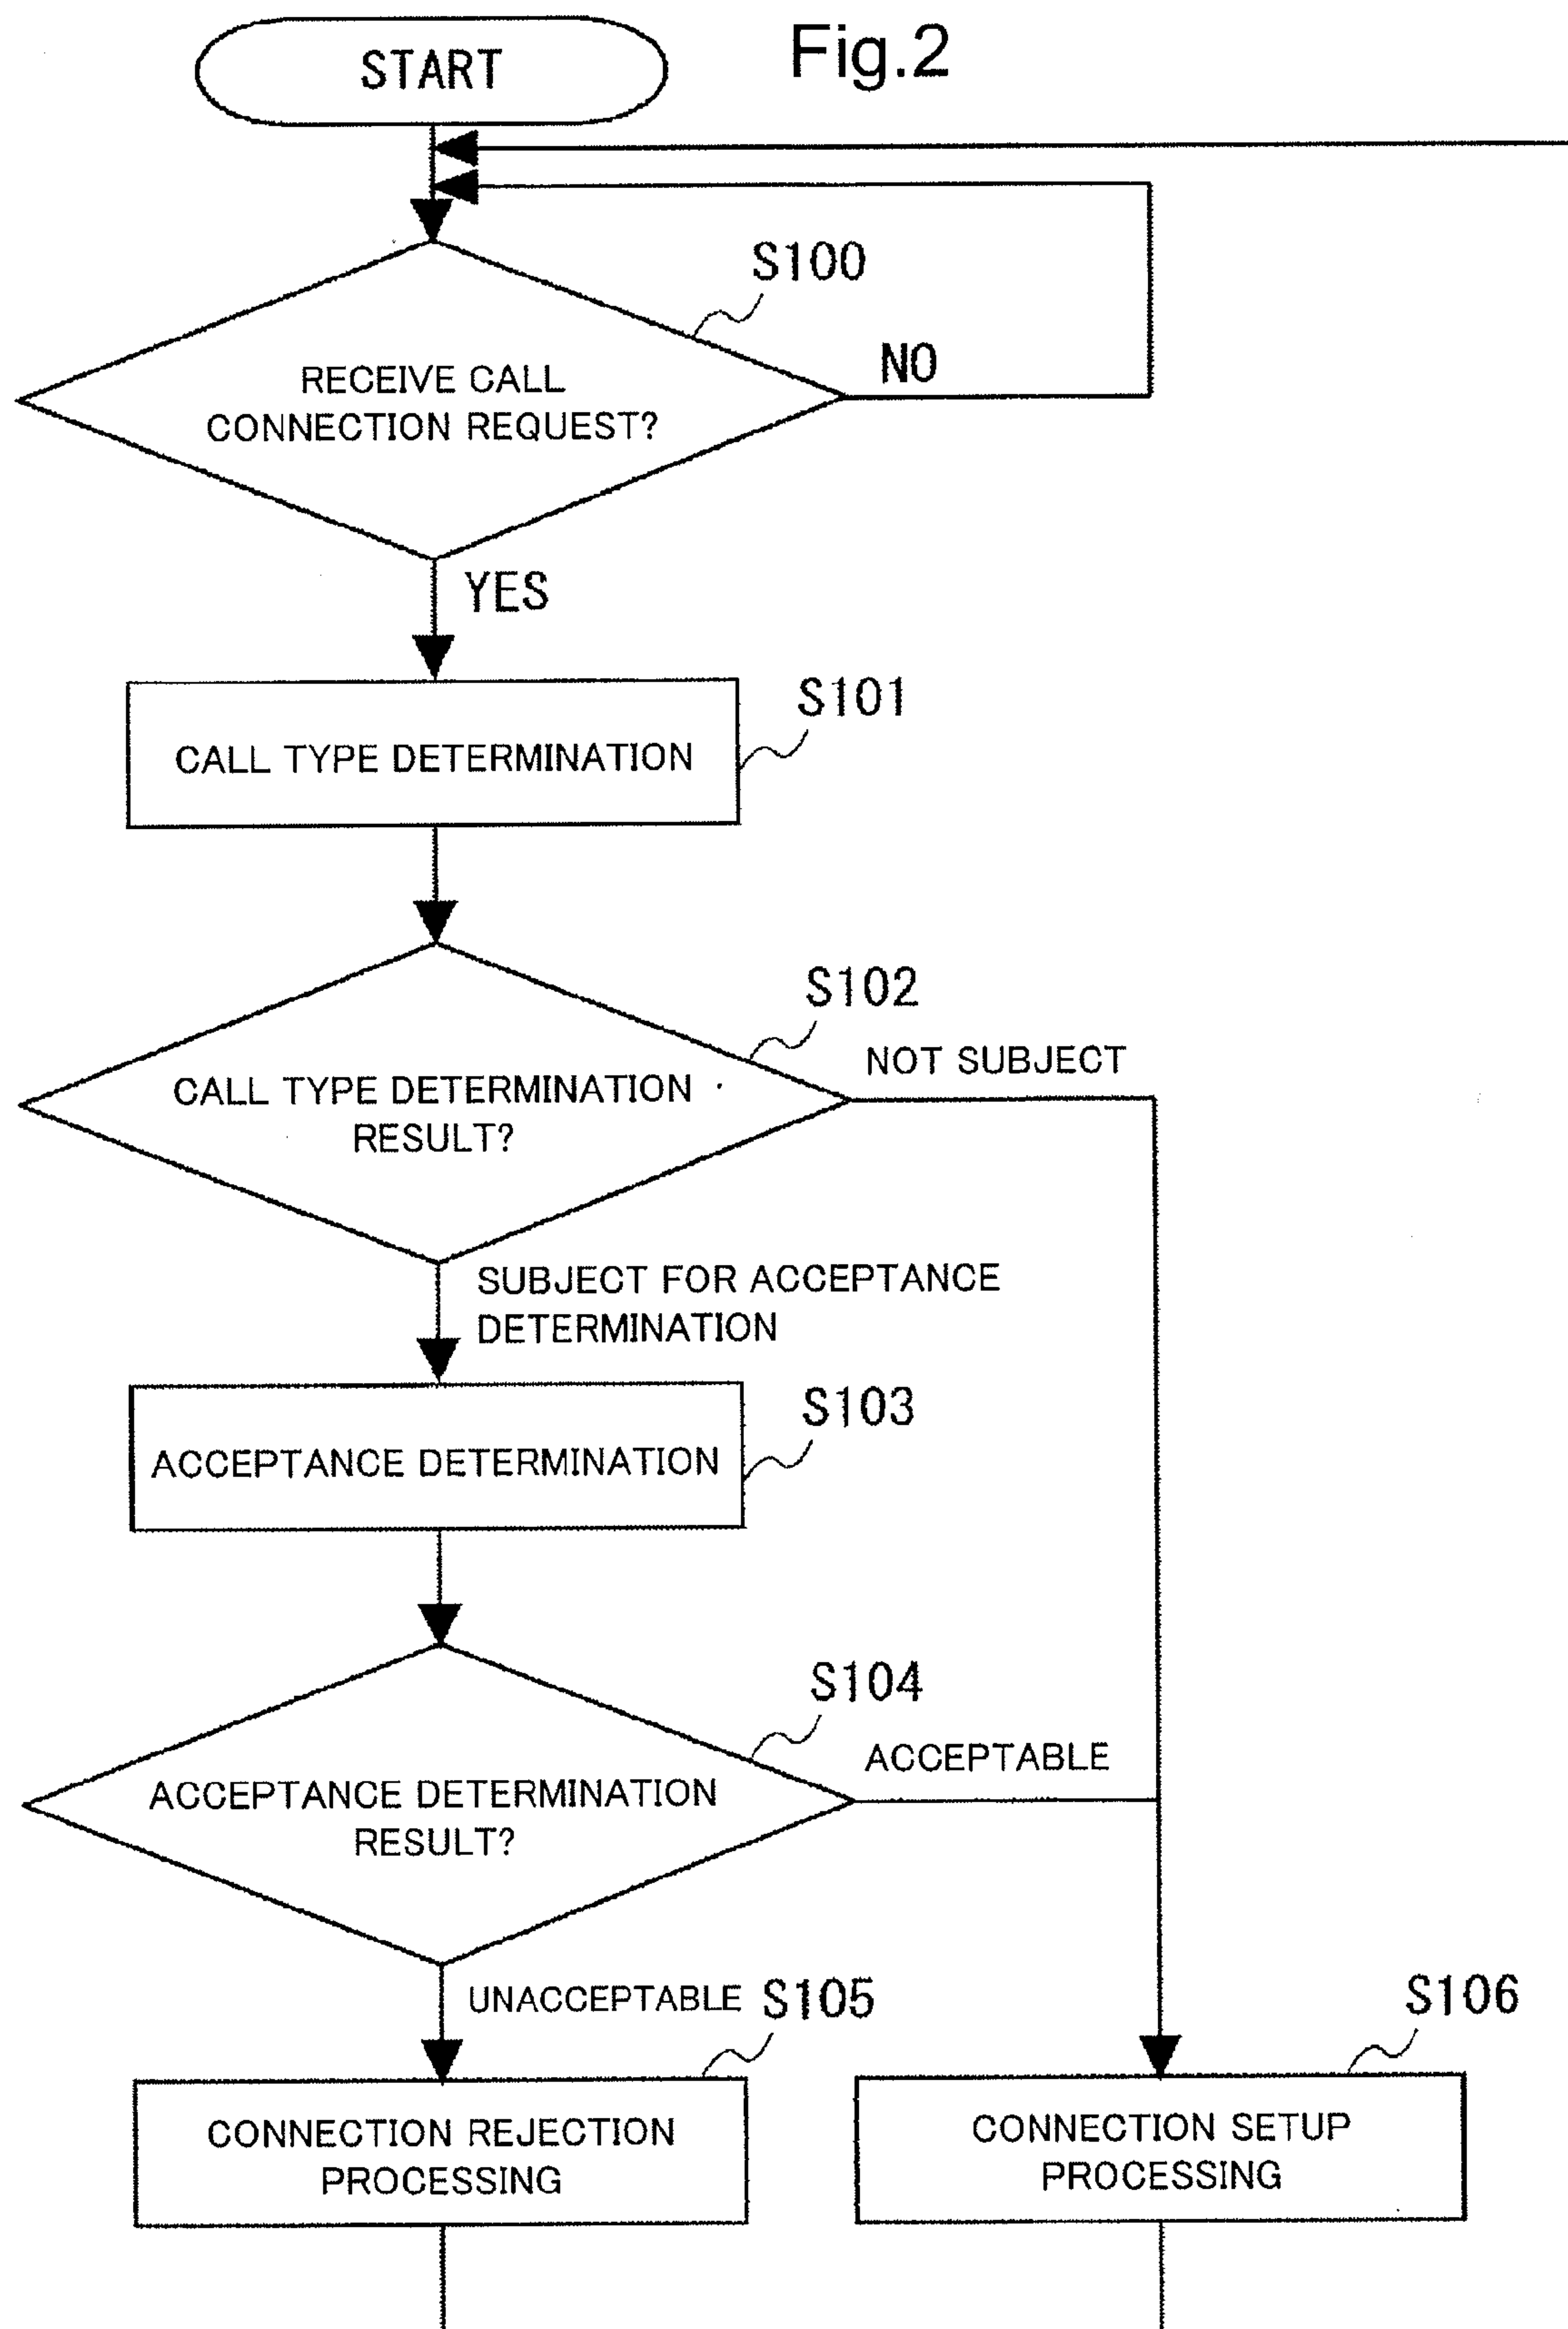 Fig.2
START
S100
RECEIVE CALL
CONNECTION REQUEST?
NO
YES
S101
CALL TYPE DETERMINATION
S102
NOT SUBJECT
CALL TYPE DETERMINATION
RESULT?
SUBJECT FOR ACCEPTANCE
DETERMINATION
S103
ACCEPTANCE DETERMINATION
S104
ACCEPTABLE
ACCEPTANCE DETERMINATION
RESULT?
UNACCEPTABLE
S105
S106
CONNECTION REJECTION
PROCESSING
CONNECTION SETUP
PROCESSING